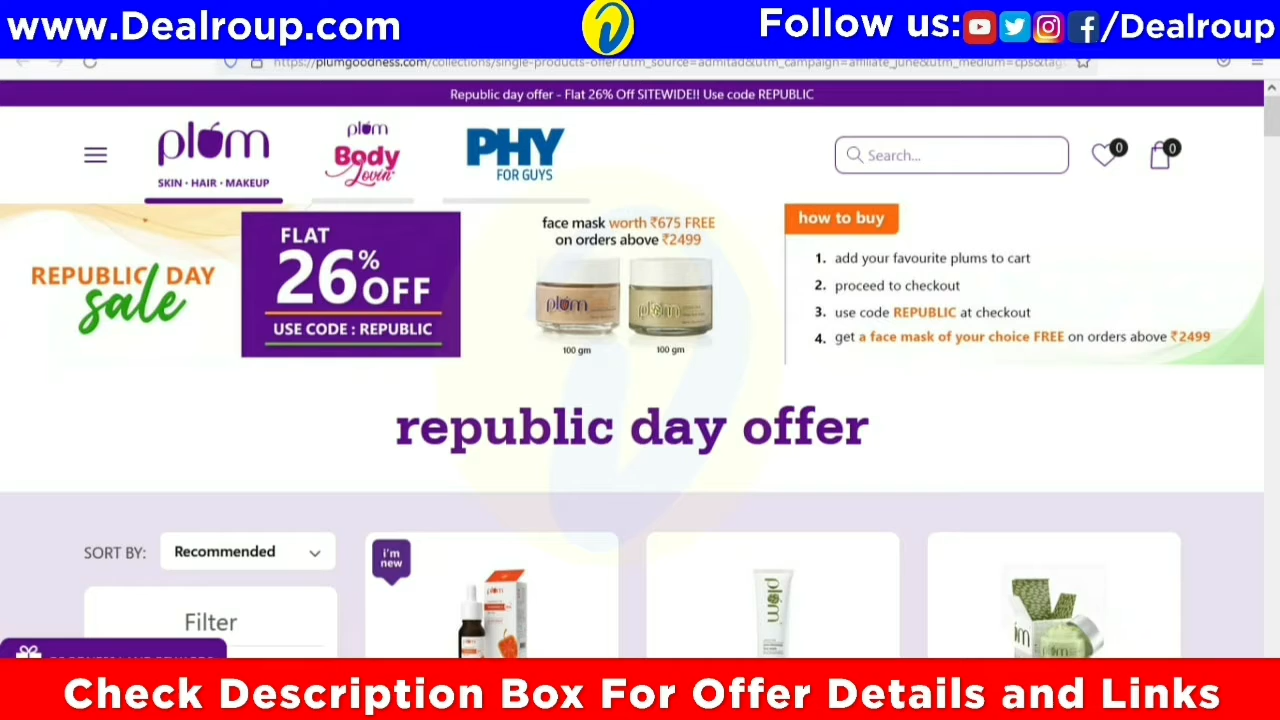 www.Dealroup.com
Follow us: /Dealroup
https://plumgoodness.com/collections/single-products-offer?utm_source=admitad&utm_campaign=affiliate_june&utm_medium=cps&tag
Republic day offer - Flat 26% Off SITEWIDE!! Use code REPUBLIC
plum
SKIN · HAIR · MAKEUP
plum
Body
Lovin'
PHY
FOR GUYS
Search...
0
0
REPUBLIC DAY
sale
FLAT
26% OFF
USE CODE : REPUBLIC
face mask worth ₹675 FREE
on orders above ₹2499
plum
plum
100 gm
100 gm
how to buy
1. add your favourite plums to cart
2. proceed to checkout
3. use code REPUBLIC at checkout
4. get a face mask of your choice FREE on orders above ₹2499
republic day offer
SORT BY:
Recommended
Filter
i'm
new
plum
plum
plum
Check Description Box For Offer Details and Links